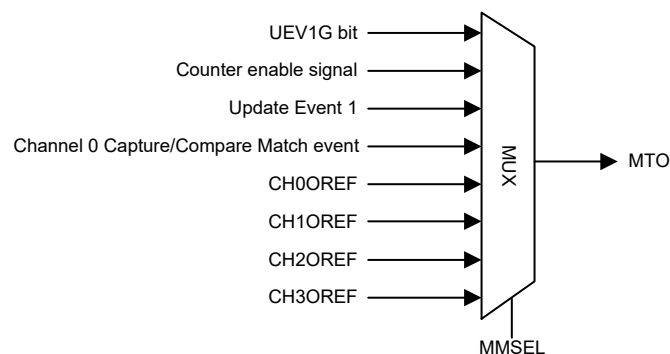 UEV1G bit
Counter enable signal
Update Event 1
Channel 0 Capture/Compare Match event
CH0OREF
CH1OREF
CH2OREF
CH3OREF
MUX
MTO
MMSEL